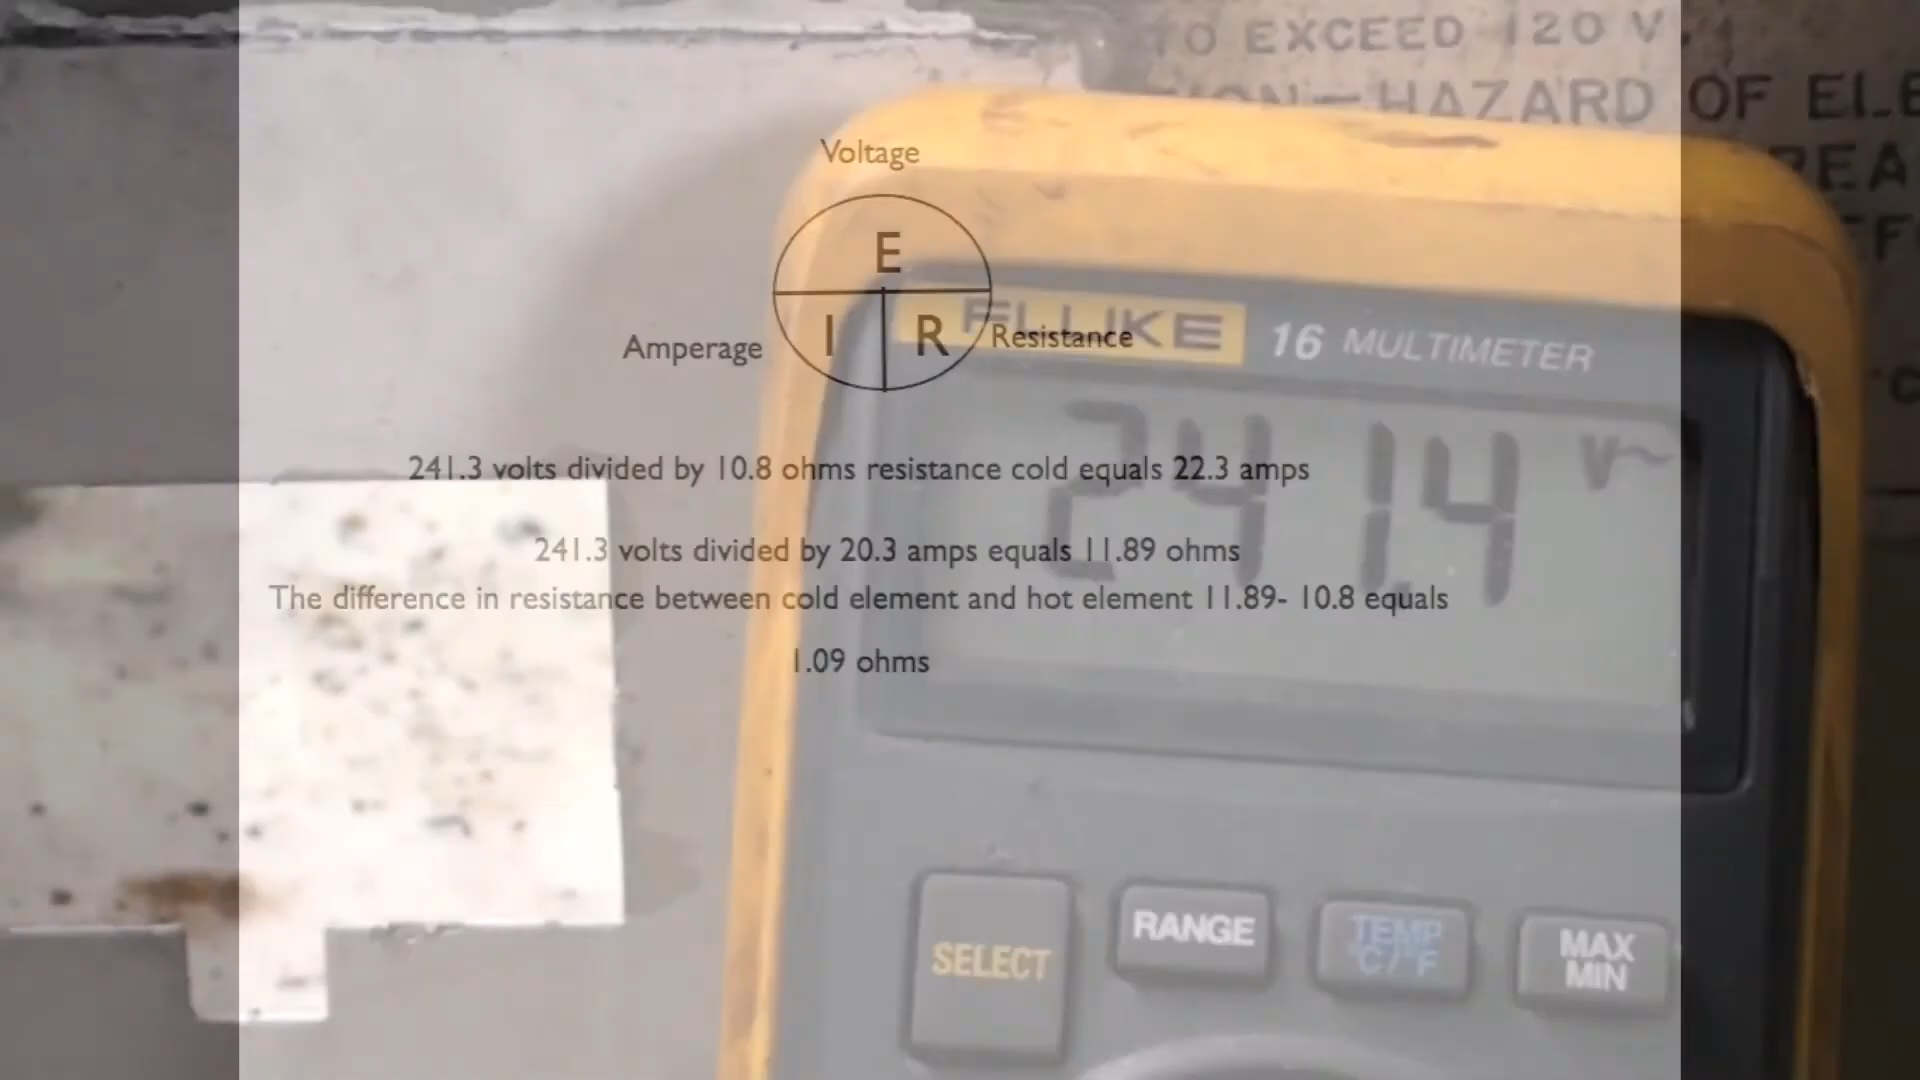 TO EXCEED 120 V.
HAZARD OF ELE
REA
Voltage
E
I R
Amperage
Resistance
FLUKE 16 MULTIMETER
241.4 V~
241.3 volts divided by 10.8 ohms resistance cold equals 22.3 amps
241.3 volts divided by 20.3 amps equals 11.89 ohms
The difference in resistance between cold element and hot element 11.89- 10.8 equals
1.09 ohms
SELECT
RANGE
TEMP
°C/°F
MAX
MIN